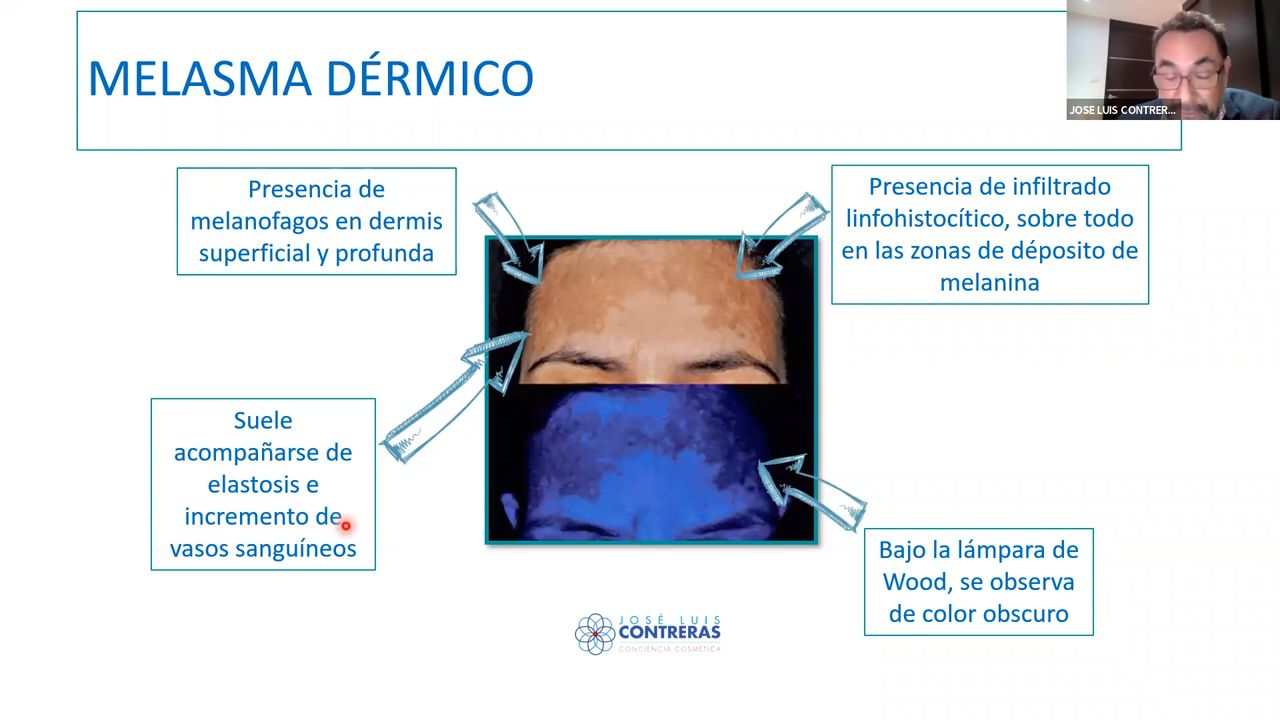 MELASMA DÉRMICO
JOSE LUIS CONTRER...
Presencia de
melanofagos en dermis
superficial y profunda
Presencia de infiltrado
linfohistocítico, sobre todo
en las zonas de déposito de
melanina
Suele
acompañarse de
elastosis e
incremento de
vasos sanguíneos
Bajo la lámpara de
Wood, se observa
de color obscuro
JOSÉ LUIS
CONTRERAS
CONCIENCIA COSMÉTICA